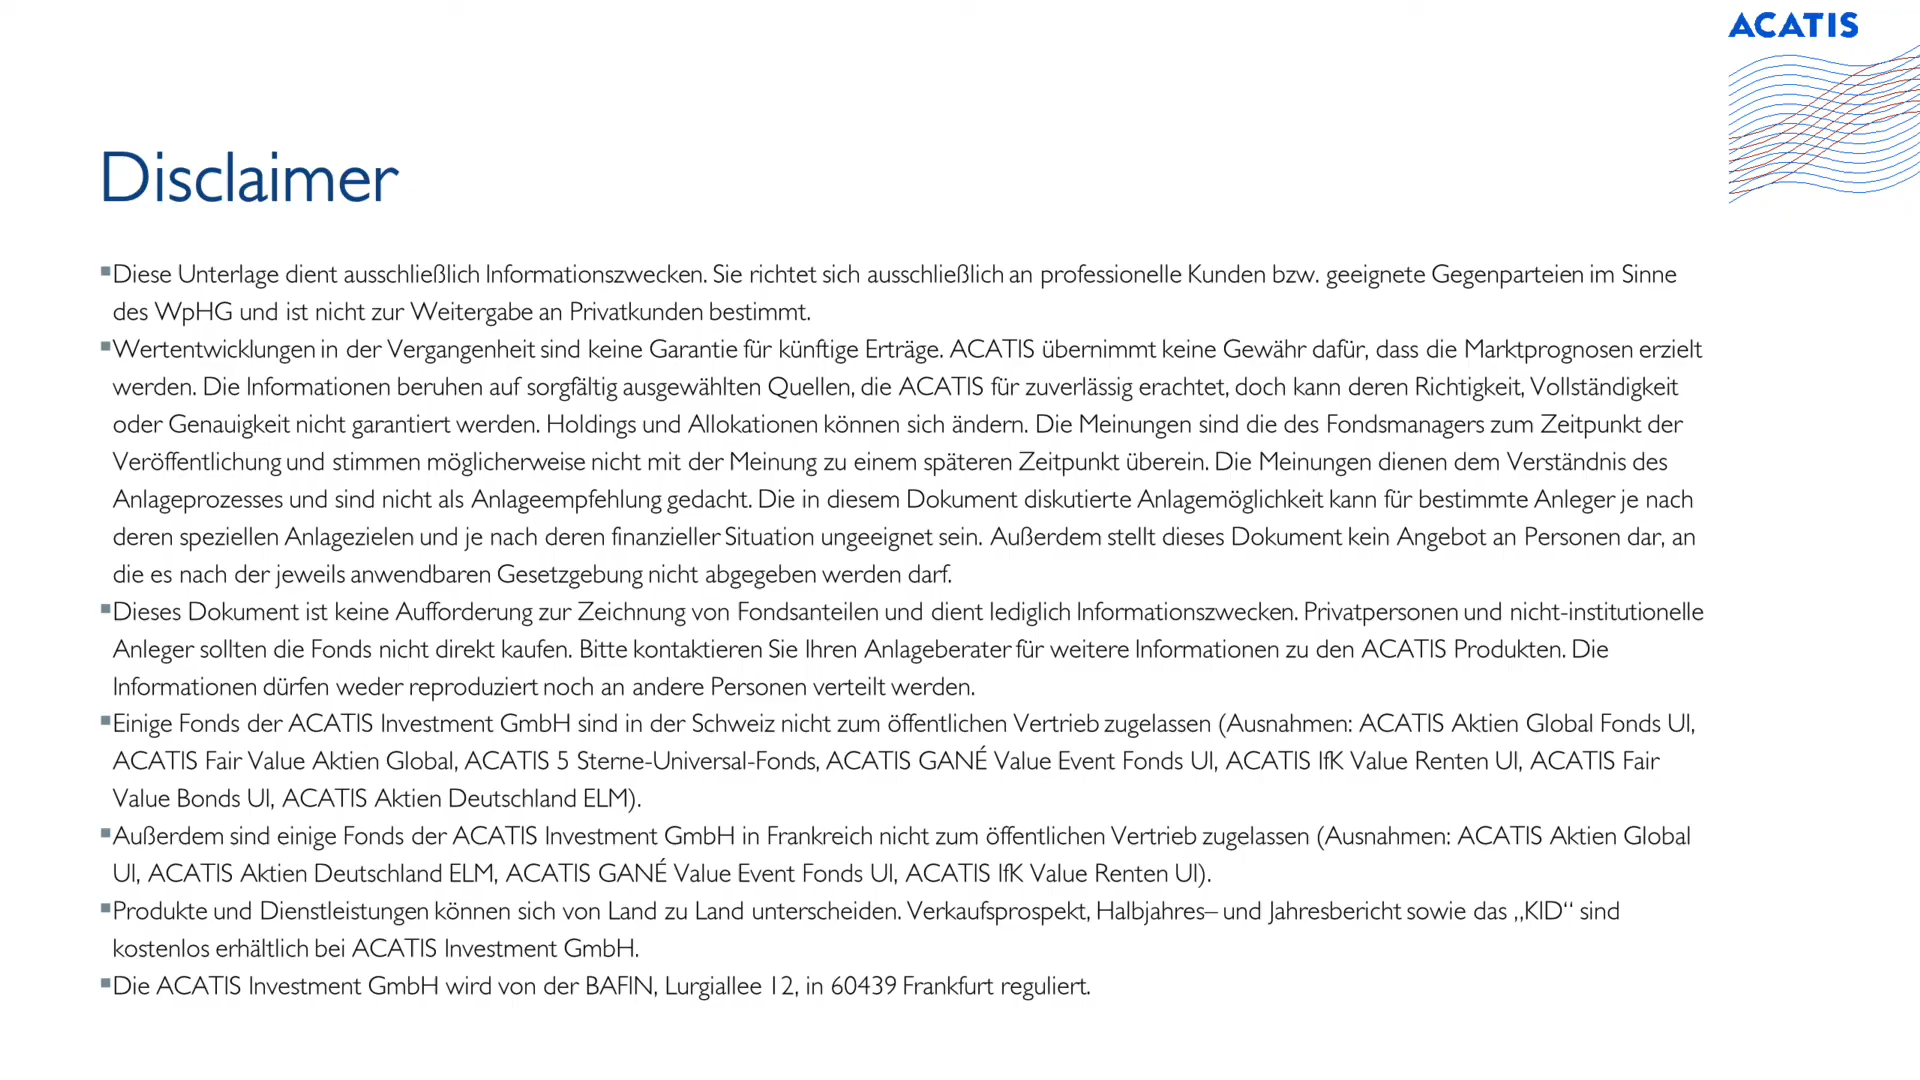 ACATIS
Disclaimer
▪Diese Unterlage dient ausschließlich Informationszwecken. Sie richtet sich ausschließlich an professionelle Kunden bzw. geeignete Gegenparteien im Sinne
des WpHG und ist nicht zur Weitergabe an Privatkunden bestimmt.
▪Wertentwicklungen in der Vergangenheit sind keine Garantie für künftige Erträge. ACATIS übernimmt keine Gewähr dafür, dass die Marktprognosen erzielt
werden. Die Informationen beruhen auf sorgfältig ausgewählten Quellen, die ACATIS für zuverlässig erachtet, doch kann deren Richtigkeit, Vollständigkeit
oder Genauigkeit nicht garantiert werden. Holdings und Allokationen können sich ändern. Die Meinungen sind die des Fondsmanagers zum Zeitpunkt der
Veröffentlichung und stimmen möglicherweise nicht mit der Meinung zu einem späteren Zeitpunkt überein. Die Meinungen dienen dem Verständnis des
Anlageprozesses und sind nicht als Anlageempfehlung gedacht. Die in diesem Dokument diskutierte Anlagemöglichkeit kann für bestimmte Anleger je nach
deren speziellen Anlagezielen und je nach deren finanzieller Situation ungeeignet sein. Außerdem stellt dieses Dokument kein Angebot an Personen dar, an
die es nach der jeweils anwendbaren Gesetzgebung nicht abgegeben werden darf.
▪Dieses Dokument ist keine Aufforderung zur Zeichnung von Fondsanteilen und dient lediglich Informationszwecken. Privatpersonen und nicht-institutionelle
Anleger sollten die Fonds nicht direkt kaufen. Bitte kontaktieren Sie Ihren Anlageberater für weitere Informationen zu den ACATIS Produkten. Die
Informationen dürfen weder reproduziert noch an andere Personen verteilt werden.
▪Einige Fonds der ACATIS Investment GmbH sind in der Schweiz nicht zum öffentlichen Vertrieb zugelassen (Ausnahmen: ACATIS Aktien Global Fonds UI,
ACATIS Fair Value Aktien Global, ACATIS 5 Sterne-Universal-Fonds, ACATIS GANÉ Value Event Fonds UI, ACATIS IfK Value Renten UI, ACATIS Fair
Value Bonds UI, ACATIS Aktien Deutschland ELM).
▪Außerdem sind einige Fonds der ACATIS Investment GmbH in Frankreich nicht zum öffentlichen Vertrieb zugelassen (Ausnahmen: ACATIS Aktien Global
UI, ACATIS Aktien Deutschland ELM, ACATIS GANÉ Value Event Fonds UI, ACATIS IfK Value Renten UI).
▪Produkte und Dienstleistungen können sich von Land zu Land unterscheiden. Verkaufsprospekt, Halbjahres– und Jahresbericht sowie das „KID“ sind
kostenlos erhältlich bei ACATIS Investment GmbH.
▪Die ACATIS Investment GmbH wird von der BAFIN, Lurgiallee 12, in 60439 Frankfurt reguliert.